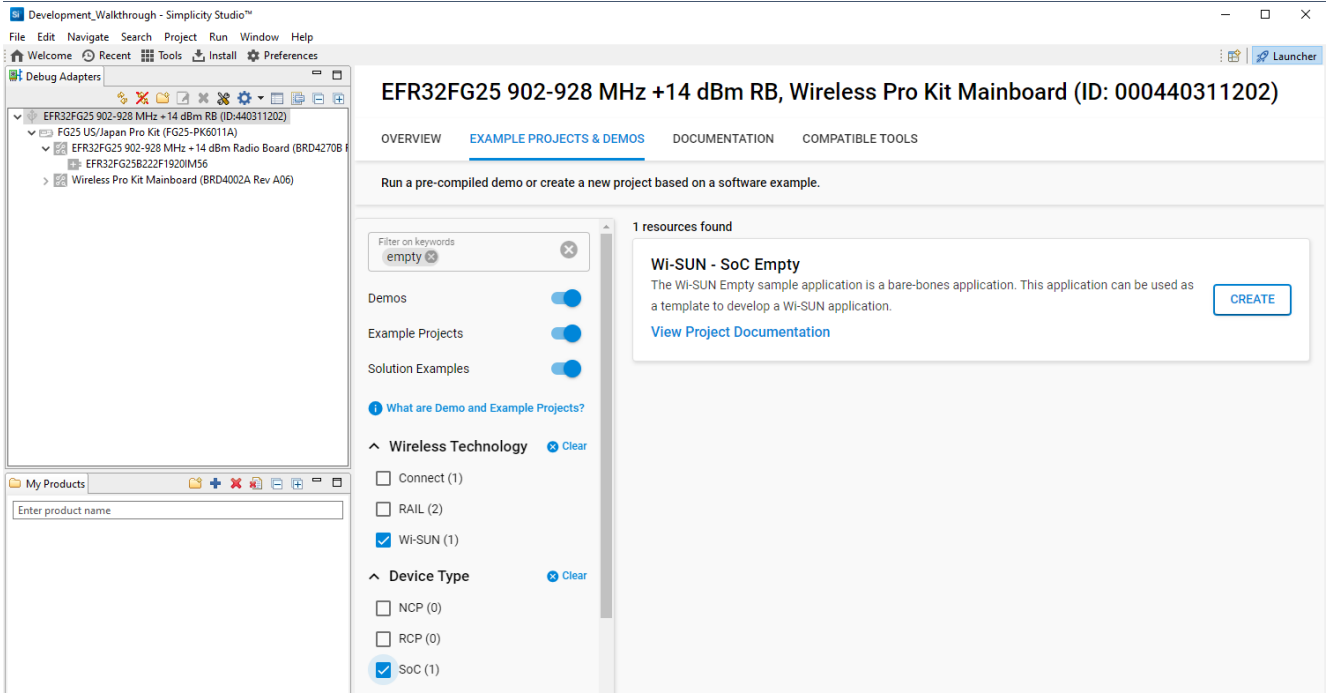 Si Development_Walkthrough - Simplicity Studio™
File Edit Navigate Search Project Run Window Help
Welcome Recent Tools Install Preferences
Launcher
Debug Adapters
EFR32FG25 902-928 MHz +14 dBm RB (ID:440311202)
FG25 US/Japan Pro Kit (FG25-PK6011A)
EFR32FG25 902-928 MHz +14 dBm Radio Board (BRD4270B
EFR32FG25B222F1920IM56
Wireless Pro Kit Mainboard (BRD4002A Rev A06)
My Products
Enter product name
EFR32FG25 902-928 MHz +14 dBm RB, Wireless Pro Kit Mainboard (ID: 000440311202)
OVERVIEW EXAMPLE PROJECTS & DEMOS DOCUMENTATION COMPATIBLE TOOLS
Run a pre-compiled demo or create a new project based on a software example.
Filter on keywords
empty
Demos
Example Projects
Solution Examples
What are Demo and Example Projects?
Wireless Technology Clear
Connect (1)
RAIL (2)
Wi-SUN (1)
Device Type Clear
NCP (0)
RCP (0)
SoC (1)
1 resources found
Wi-SUN - SoC Empty
The Wi-SUN Empty sample application is a bare-bones application. This application can be used as
a template to develop a Wi-SUN application.
CREATE
View Project Documentation